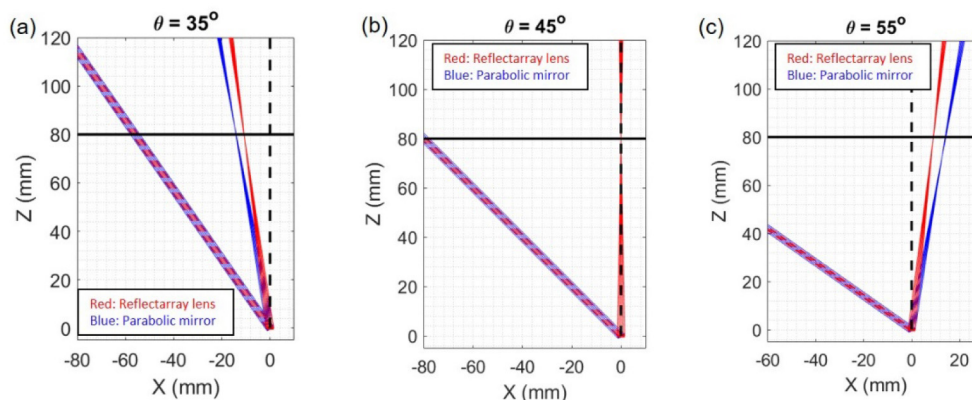 (a)
θ = 35°
120
100
80
60
40
20
0
Z (mm)
-80
-60
-40
-20
0
X (mm)
Red: Reflectarray lens
Blue: Parabolic mirror
(b)
θ = 45°
120
100
80
60
40
20
0
Z (mm)
-80
-60
-40
-20
0
X (mm)
Red: Reflectarray lens
Blue: Parabolic mirror
(c)
θ = 55°
120
100
80
60
40
20
0
Z (mm)
-60
-40
-20
0
20
X (mm)
Red: Reflectarray lens
Blue: Parabolic mirror